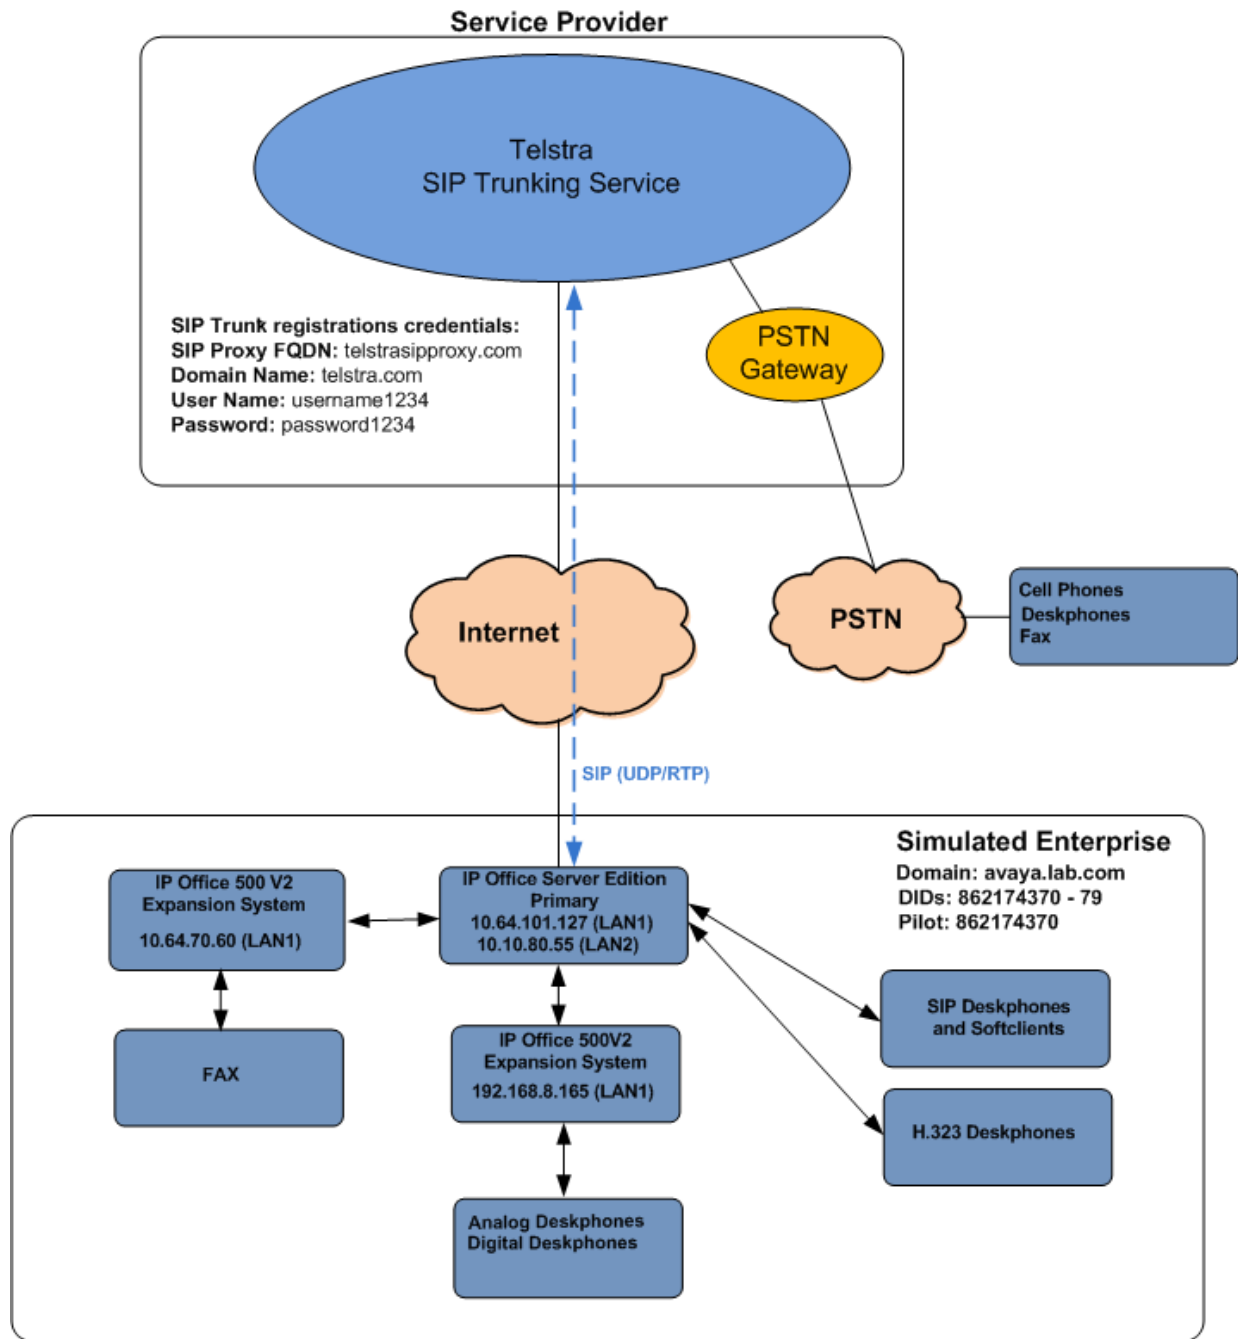 Service Provider
Telstra
SIP Trunking Service
SIP Trunk registrations credentials:
SIP Proxy FQDN: telstrasipproxy.com
Domain Name: telstra.com
User Name: username1234
Password: password1234
PSTN
Gateway
Internet
PSTN
Cell Phones
Deskphones
Fax
SIP (UDP/RTP)
Simulated Enterprise
Domain: avaya.lab.com
DIDs: 862174370 - 79
Pilot: 862174370
IP Office 500 V2
Expansion System
10.64.70.60 (LAN1)
IP Office Server Edition
Primary
10.64.101.127 (LAN1)
10.10.80.55 (LAN2)
SIP Deskphones
and Softclients
FAX
IP Office 500V2
Expansion System
192.168.8.165 (LAN1)
H.323 Deskphones
Analog Deskphones
Digital Deskphones